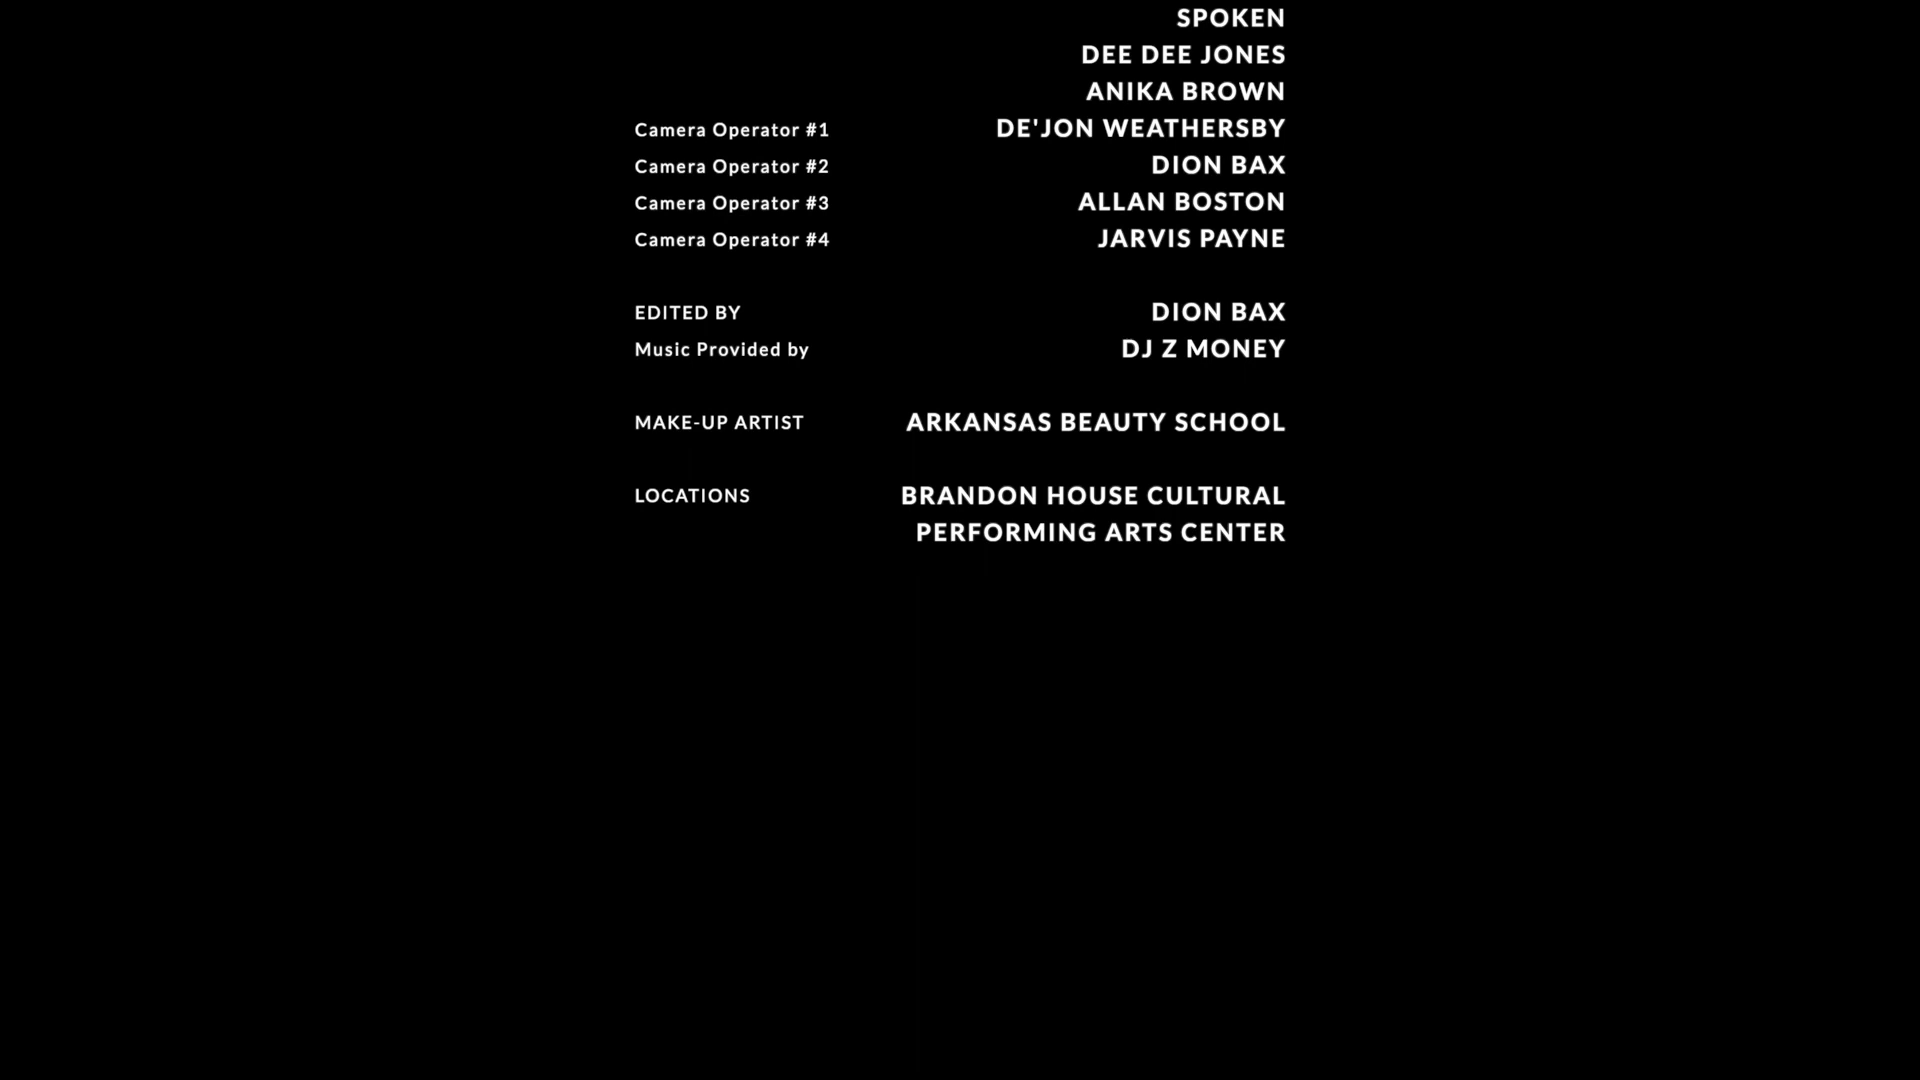 SPOKEN
DEE DEE JONES
ANIKA BROWN
Camera Operator #1 DE'JON WEATHERSBY
Camera Operator #2 DION BAX
Camera Operator #3 ALLAN BOSTON
Camera Operator #4 JARVIS PAYNE
EDITED BY DION BAX
Music Provided by DJ Z MONEY
MAKE-UP ARTIST ARKANSAS BEAUTY SCHOOL
LOCATIONS BRANDON HOUSE CULTURAL
PERFORMING ARTS CENTER